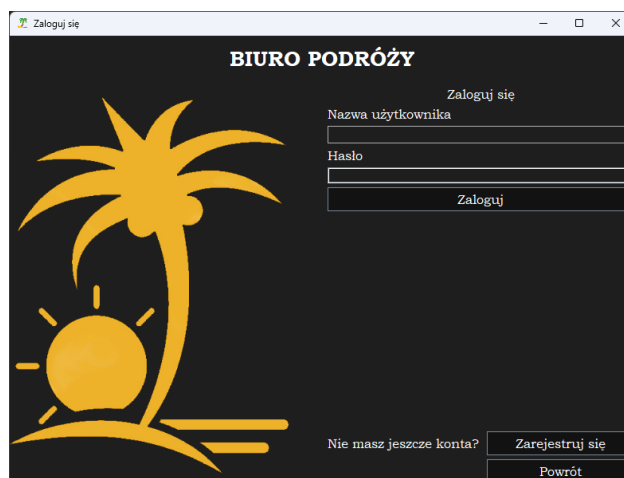 Zaloguj się
BIURO PODRÓŻY
Zaloguj się
Nazwa użytkownika
Hasło
Zaloguj
Nie masz jeszcze konta? Zarejestruj się
Powrót